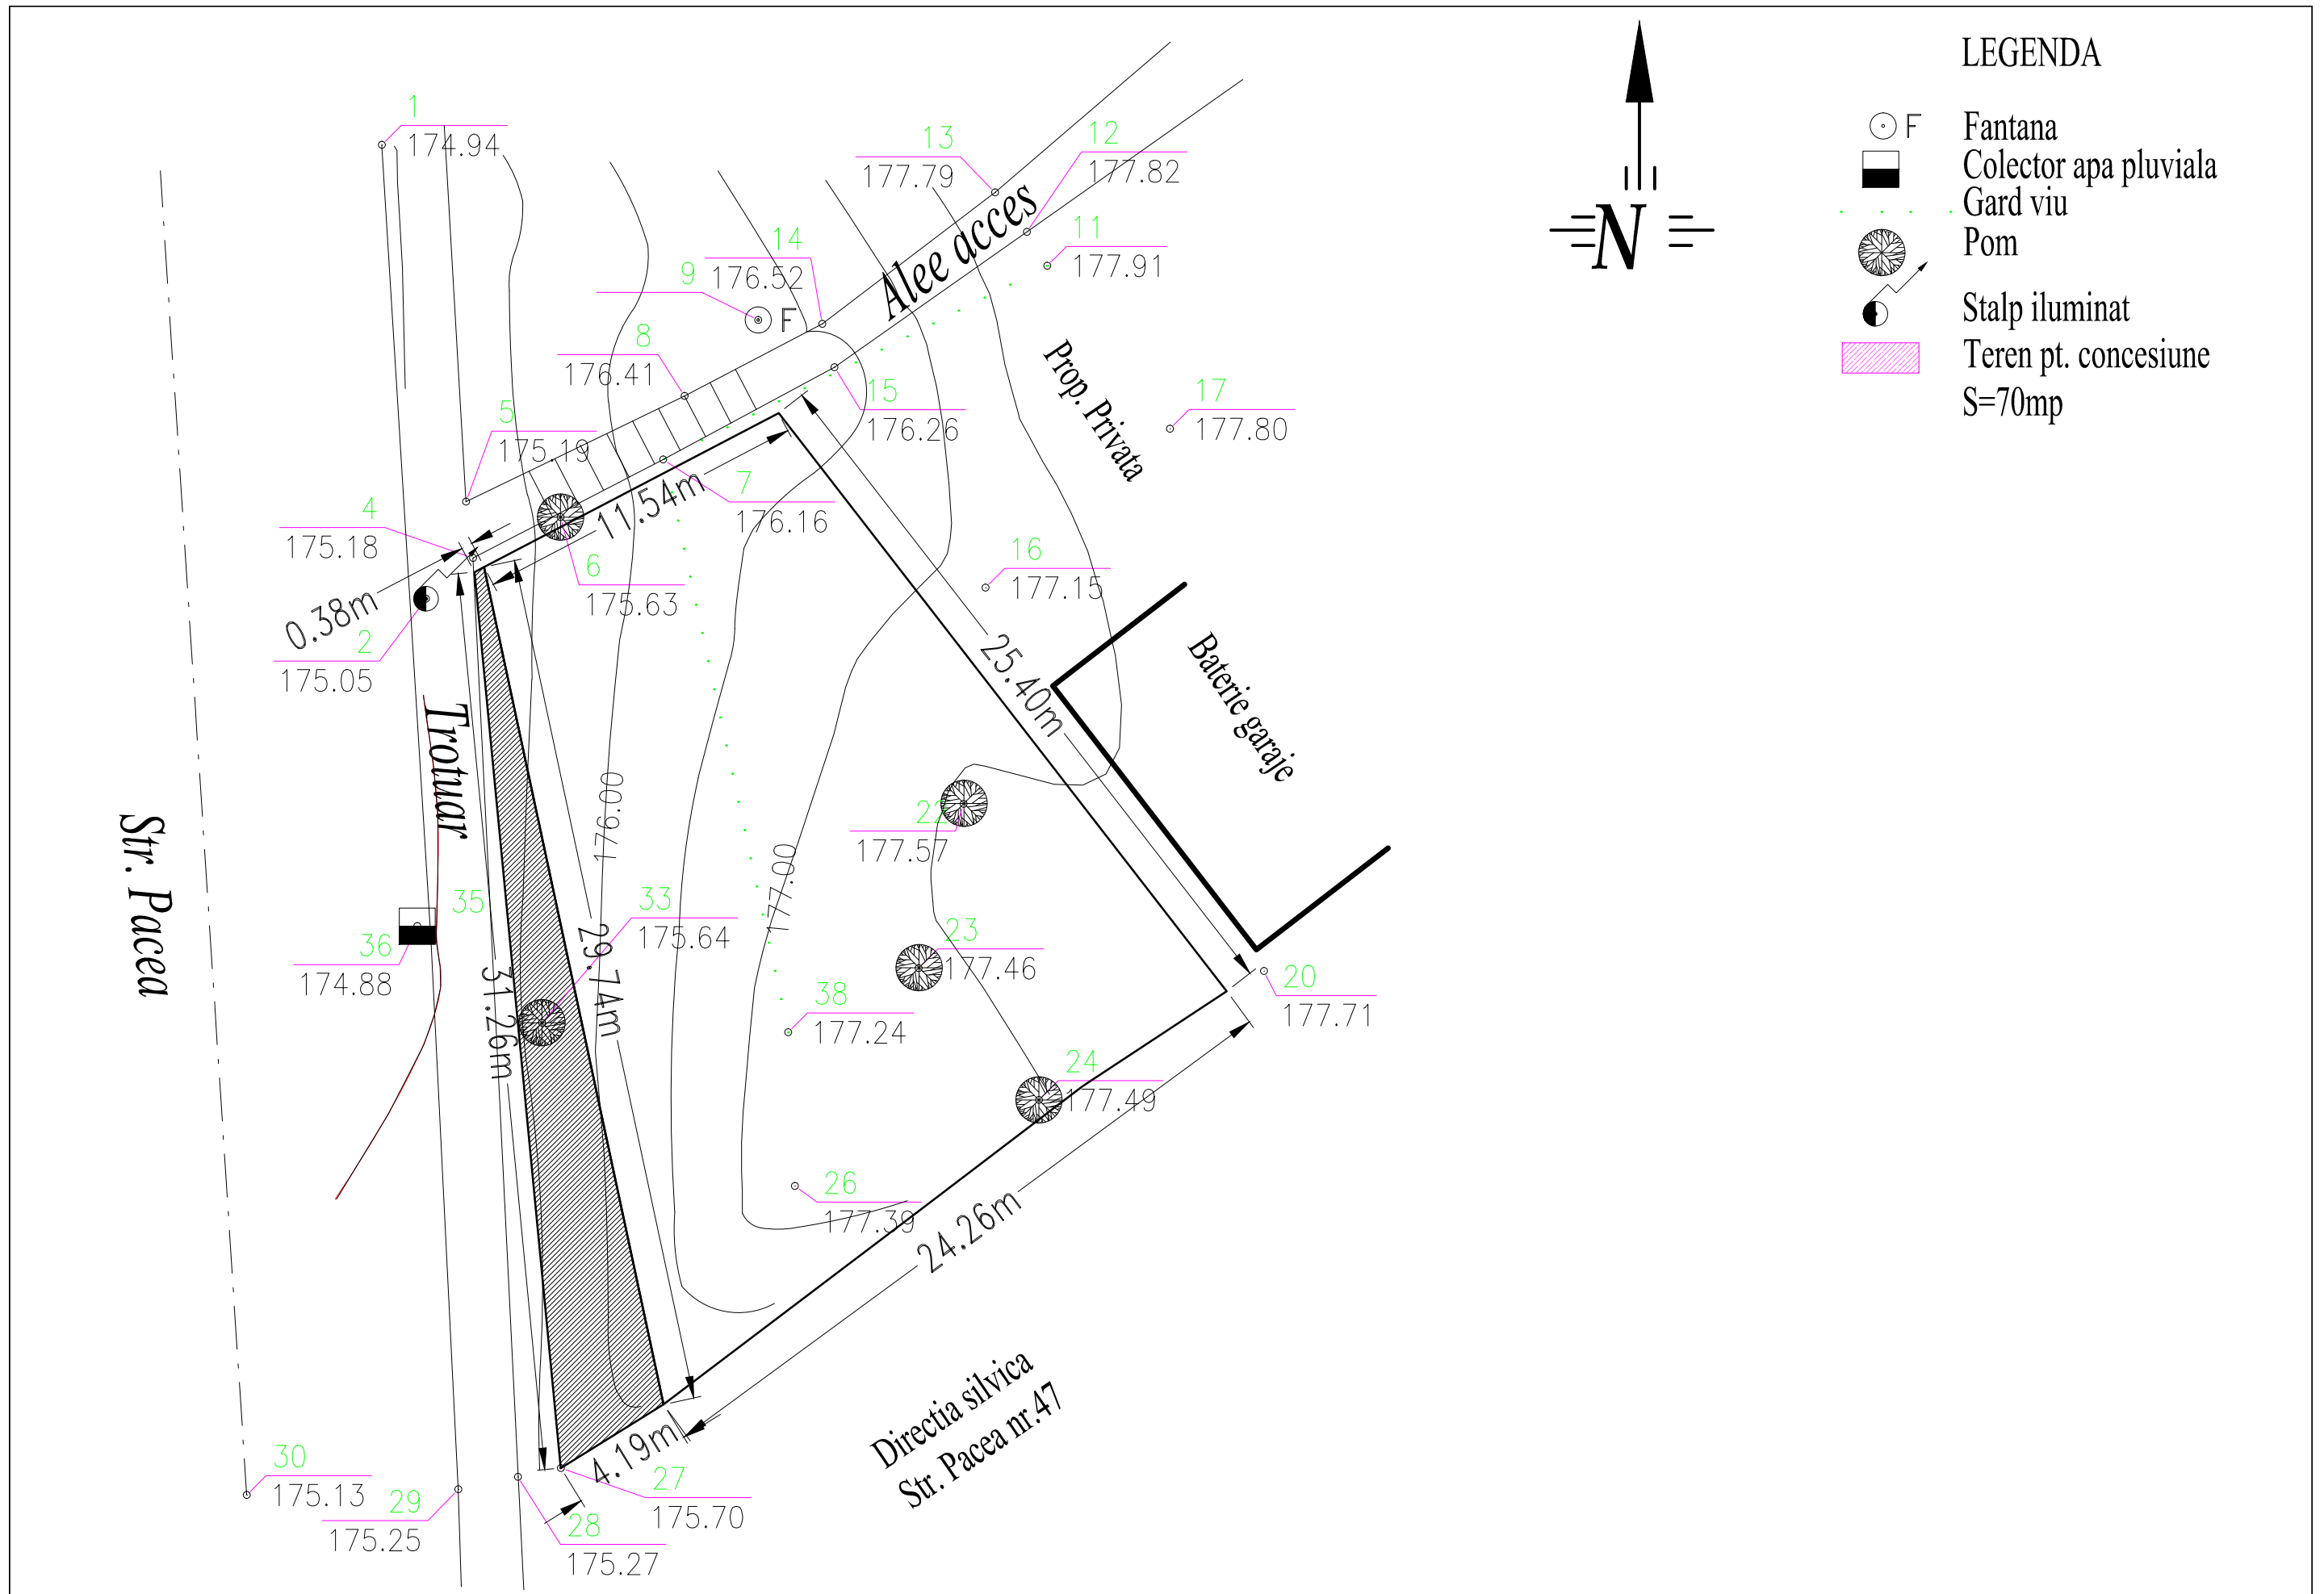 LEGENDA
F Fantana
Colector apa pluviala
Gard viu
Pom
Stalp iluminat
Teren pt. concesiune
S=70mp
N
1
174.94
13
177.79
12
177.82
14
176.52
11
177.91
9
F
8
176.41
5
175.19
15
176.26
17
177.80
4
175.18
7
176.16
6
175.63
16
177.15
2
175.05
0.38m
11.54m
25.40m
Alee acces
Prop. Privata
Baterie garaje
Trotuar
Str. Pacea
176.00
177.00
22
177.57
35
33
175.64
23
177.46
36
174.88
20
177.71
38
177.24
31.26m
29.74m
24
177.49
26
177.39
24.26m
4.19m
Directia silvica
Str. Pacea nr.47
30
175.13
29
175.25
27
175.70
28
175.27